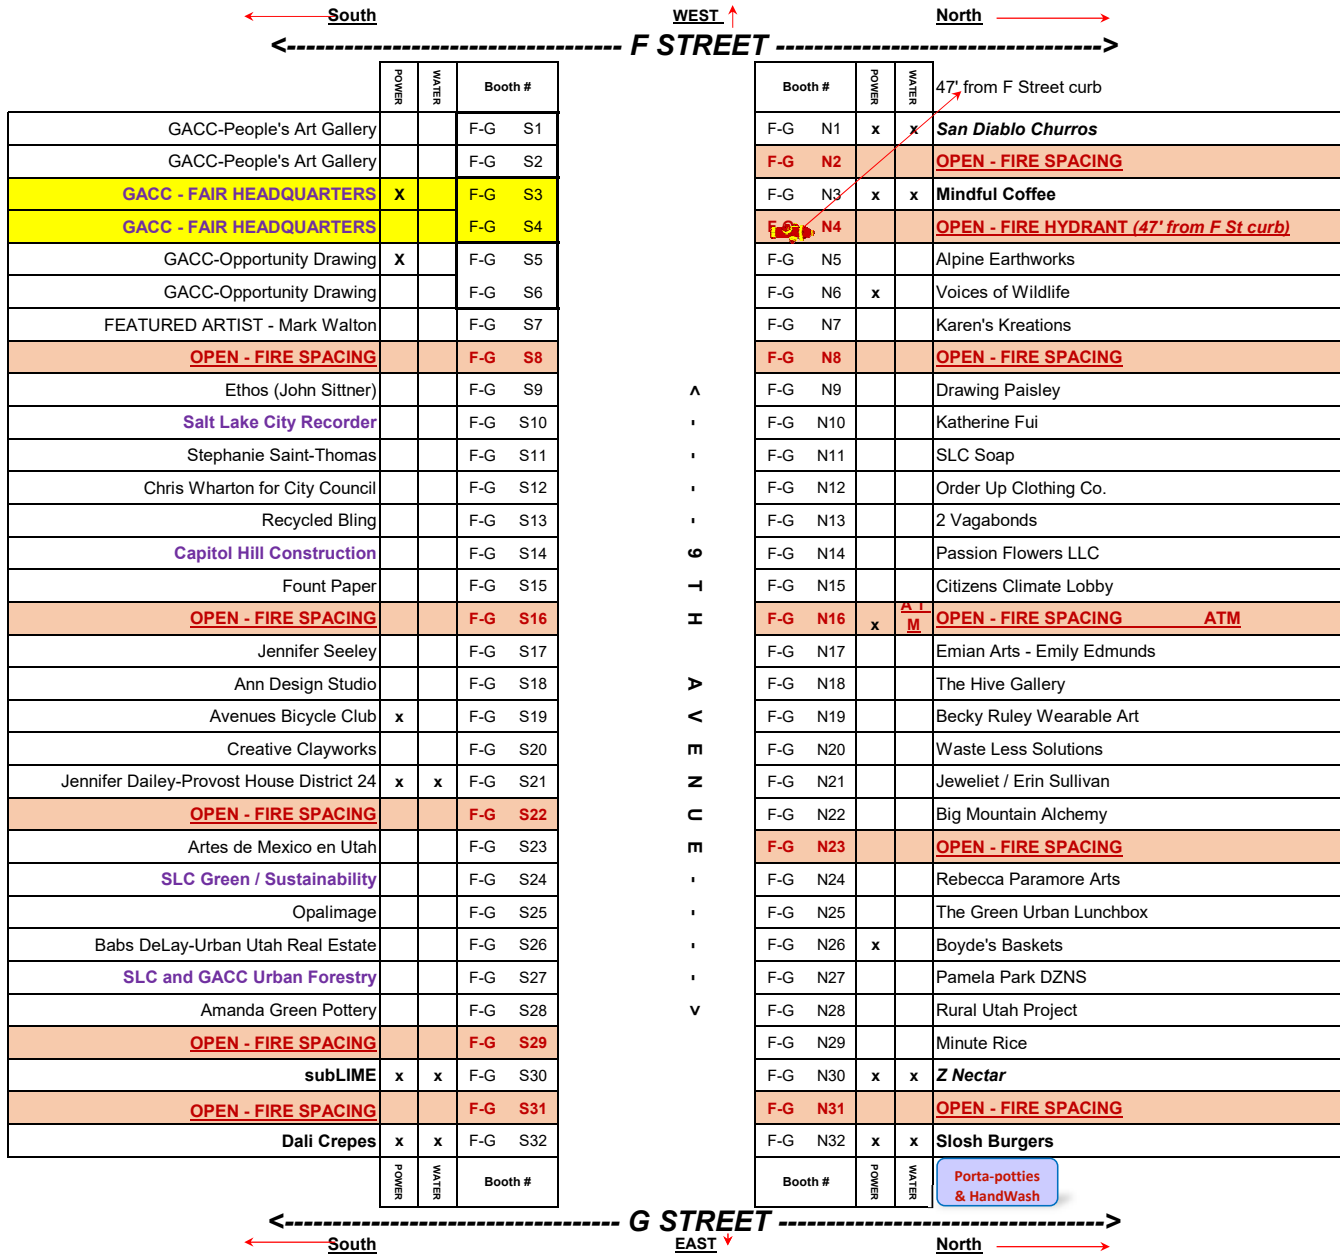 South WEST North
<---------------------------------- F STREET --------------------------------->
POWER WATER Booth # Booth # POWER WATER 47' from F Street curb
GACC-People's Art Gallery F-G S1 F-G N1 x x San Diablo Churros
GACC-People's Art Gallery F-G S2 F-G N2 OPEN - FIRE SPACING
GACC - FAIR HEADQUARTERS X F-G S3 F-G N3 x x Mindful Coffee
GACC - FAIR HEADQUARTERS F-G S4 F-G N4 OPEN - FIRE HYDRANT (47' from F St curb)
GACC-Opportunity Drawing X F-G S5 F-G N5 Alpine Earthworks
GACC-Opportunity Drawing F-G S6 F-G N6 x Voices of Wildlife
FEATURED ARTIST - Mark Walton F-G S7 F-G N7 Karen's Kreations
OPEN - FIRE SPACING F-G S8 F-G N8 OPEN - FIRE SPACING
Ethos (John Sittner) F-G S9 F-G N9 Drawing Paisley
Salt Lake City Recorder F-G S10 F-G N10 Katherine Fui
Stephanie Saint-Thomas F-G S11 F-G N11 SLC Soap
Chris Wharton for City Council F-G S12 F-G N12 Order Up Clothing Co.
Recycled Bling F-G S13 F-G N13 2 Vagabonds
Capitol Hill Construction F-G S14 F-G N14 Passion Flowers LLC
Fount Paper F-G S15 F-G N15 Citizens Climate Lobby
OPEN - FIRE SPACING F-G S16 F-G N16 x ATM OPEN - FIRE SPACING ATM
Jennifer Seeley F-G S17 F-G N17 Emian Arts - Emily Edmunds
Ann Design Studio F-G S18 F-G N18 The Hive Gallery
Avenues Bicycle Club x F-G S19 F-G N19 Becky Ruley Wearable Art
Creative Clayworks F-G S20 F-G N20 Waste Less Solutions
Jennifer Dailey-Provost House District 24 x x F-G S21 F-G N21 Jeweliet / Erin Sullivan
OPEN - FIRE SPACING F-G S22 F-G N22 Big Mountain Alchemy
Artes de Mexico en Utah F-G S23 F-G N23 OPEN - FIRE SPACING
SLC Green / Sustainability F-G S24 F-G N24 Rebecca Paramore Arts
Opalimage F-G S25 F-G N25 The Green Urban Lunchbox
Babs DeLay-Urban Utah Real Estate F-G S26 F-G N26 x Boyde's Baskets
SLC and GACC Urban Forestry F-G S27 F-G N27 Pamela Park DZNS
Amanda Green Pottery F-G S28 F-G N28 Rural Utah Project
OPEN - FIRE SPACING F-G S29 F-G N29 Minute Rice
subLIME x x F-G S30 F-G N30 x x Z Nectar
OPEN - FIRE SPACING F-G S31 F-G N31 OPEN - FIRE SPACING
Dali Crepes x x F-G S32 F-G N32 x x Slosh Burgers
<----9TH AVENUE---->
POWER WATER Booth # Booth # POWER WATER Porta-potties
& HandWash
<---------------------------------- G STREET --------------------------------->
South EAST North